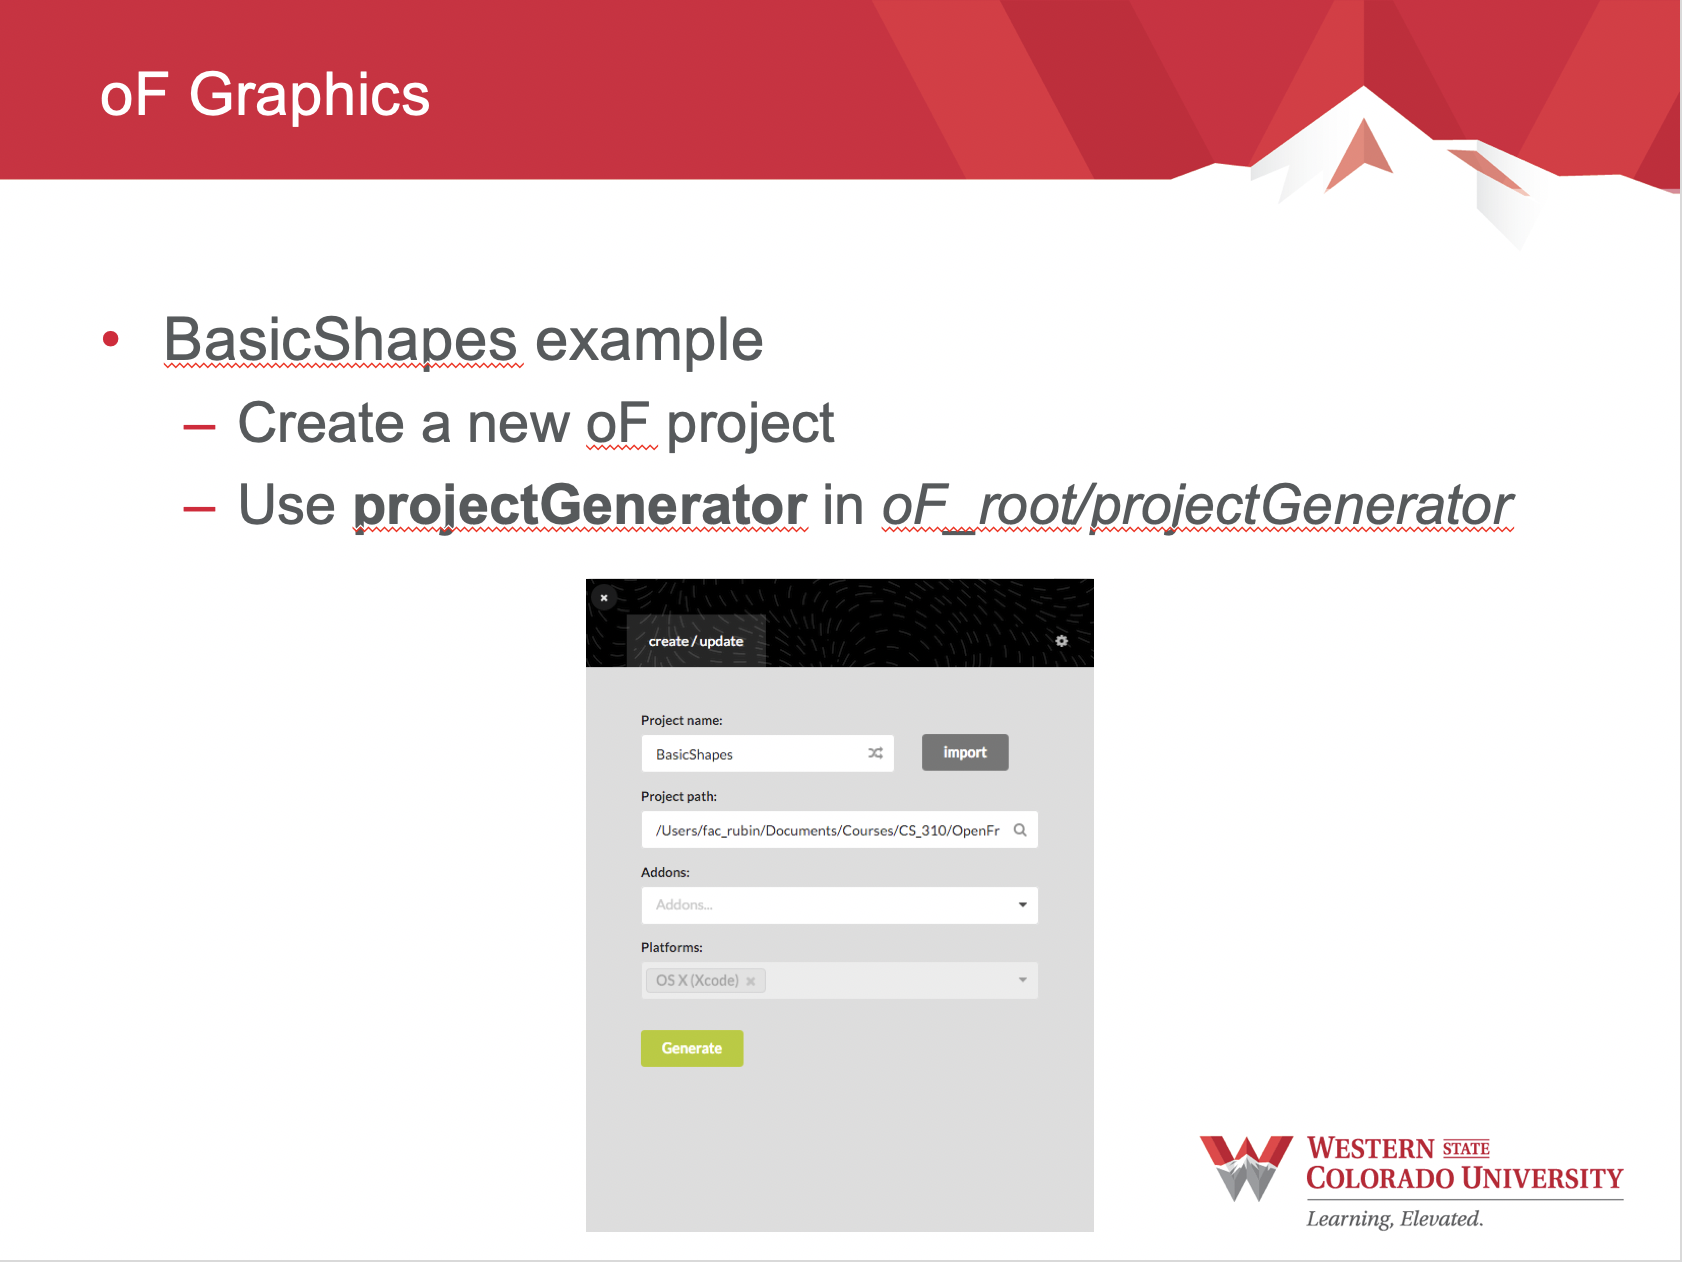 oF Graphics
• BasicShapes example
– Create a new oF project
– Use projectGenerator in oF_root/projectGenerator
create / update
Project name:
BasicShapes
import
Project path:
/Users/fac_rubin/Documents/Courses/CS_310/OpenFr
Addons:
Addons...
Platforms:
OS X (Xcode)
Generate
WESTERN STATE
COLORADO UNIVERSITY
Learning, Elevated.